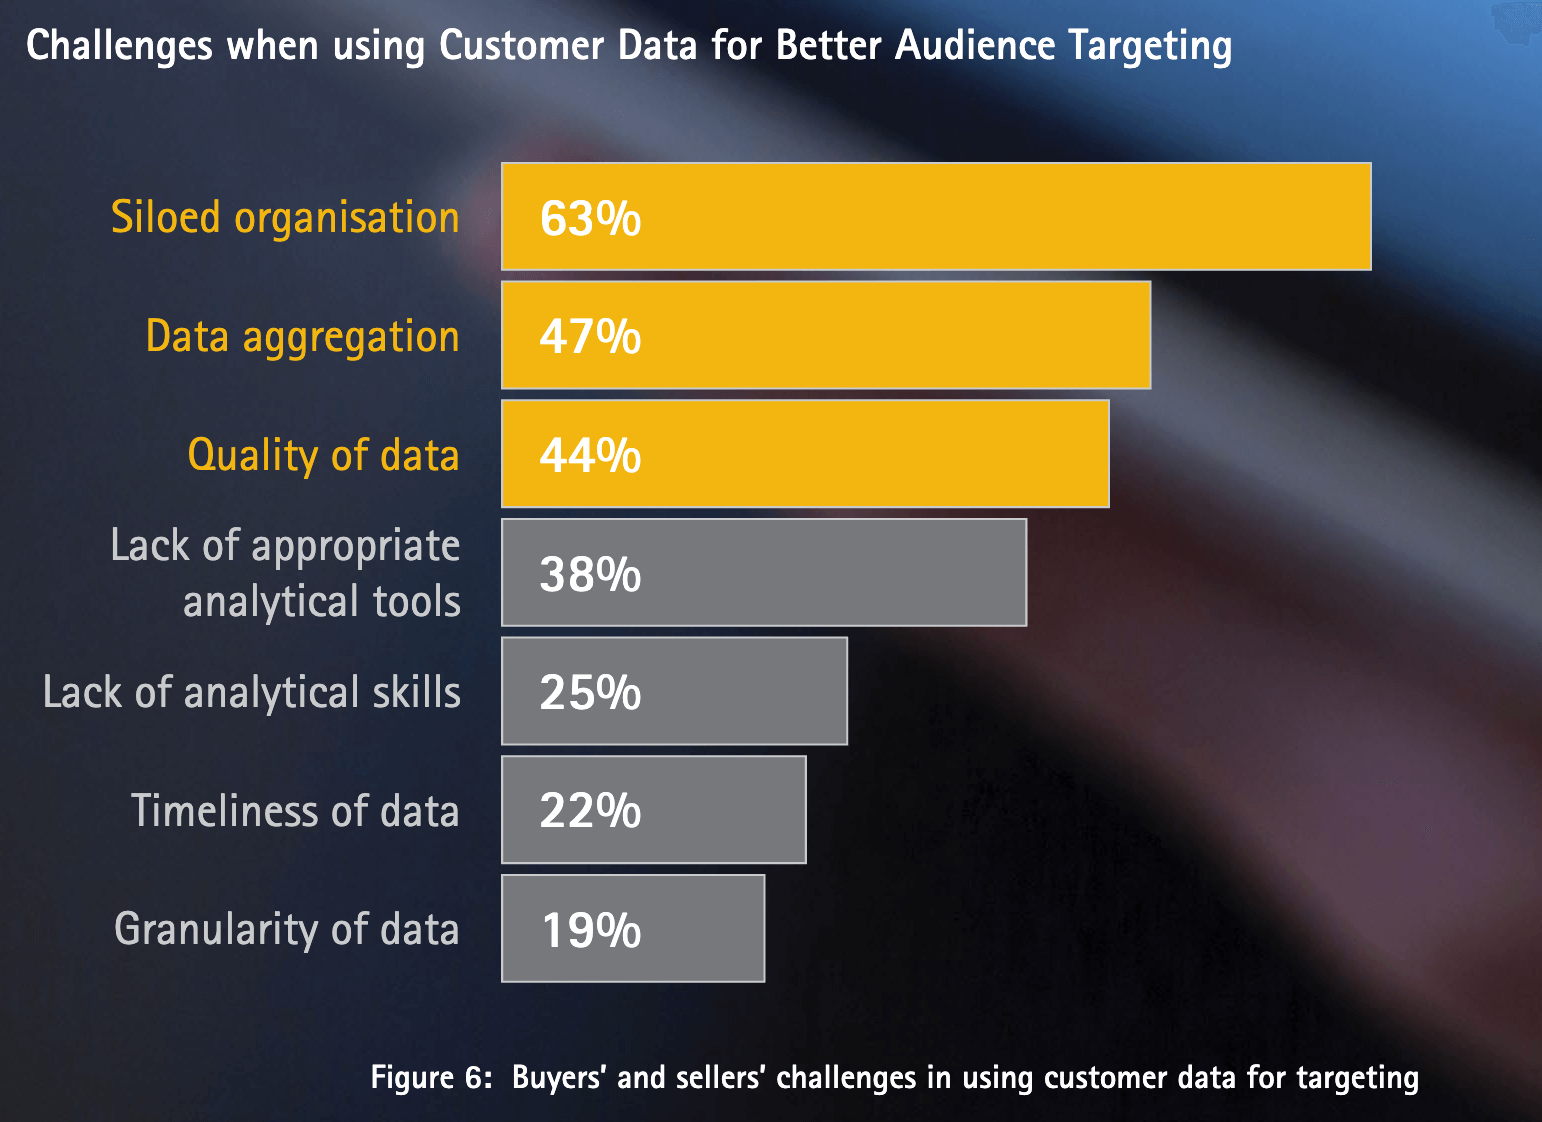 Challenges when using Customer Data for Better Audience Targeting
Siloed organisation
63%
Data aggregation
47%
Quality of data
44%
Lack of appropriate
analytical tools
38%
Lack of analytical skills
25%
Timeliness of data
22%
Granularity of data
19%
Figure 6: Buyers’ and sellers’ challenges in using customer data for targeting